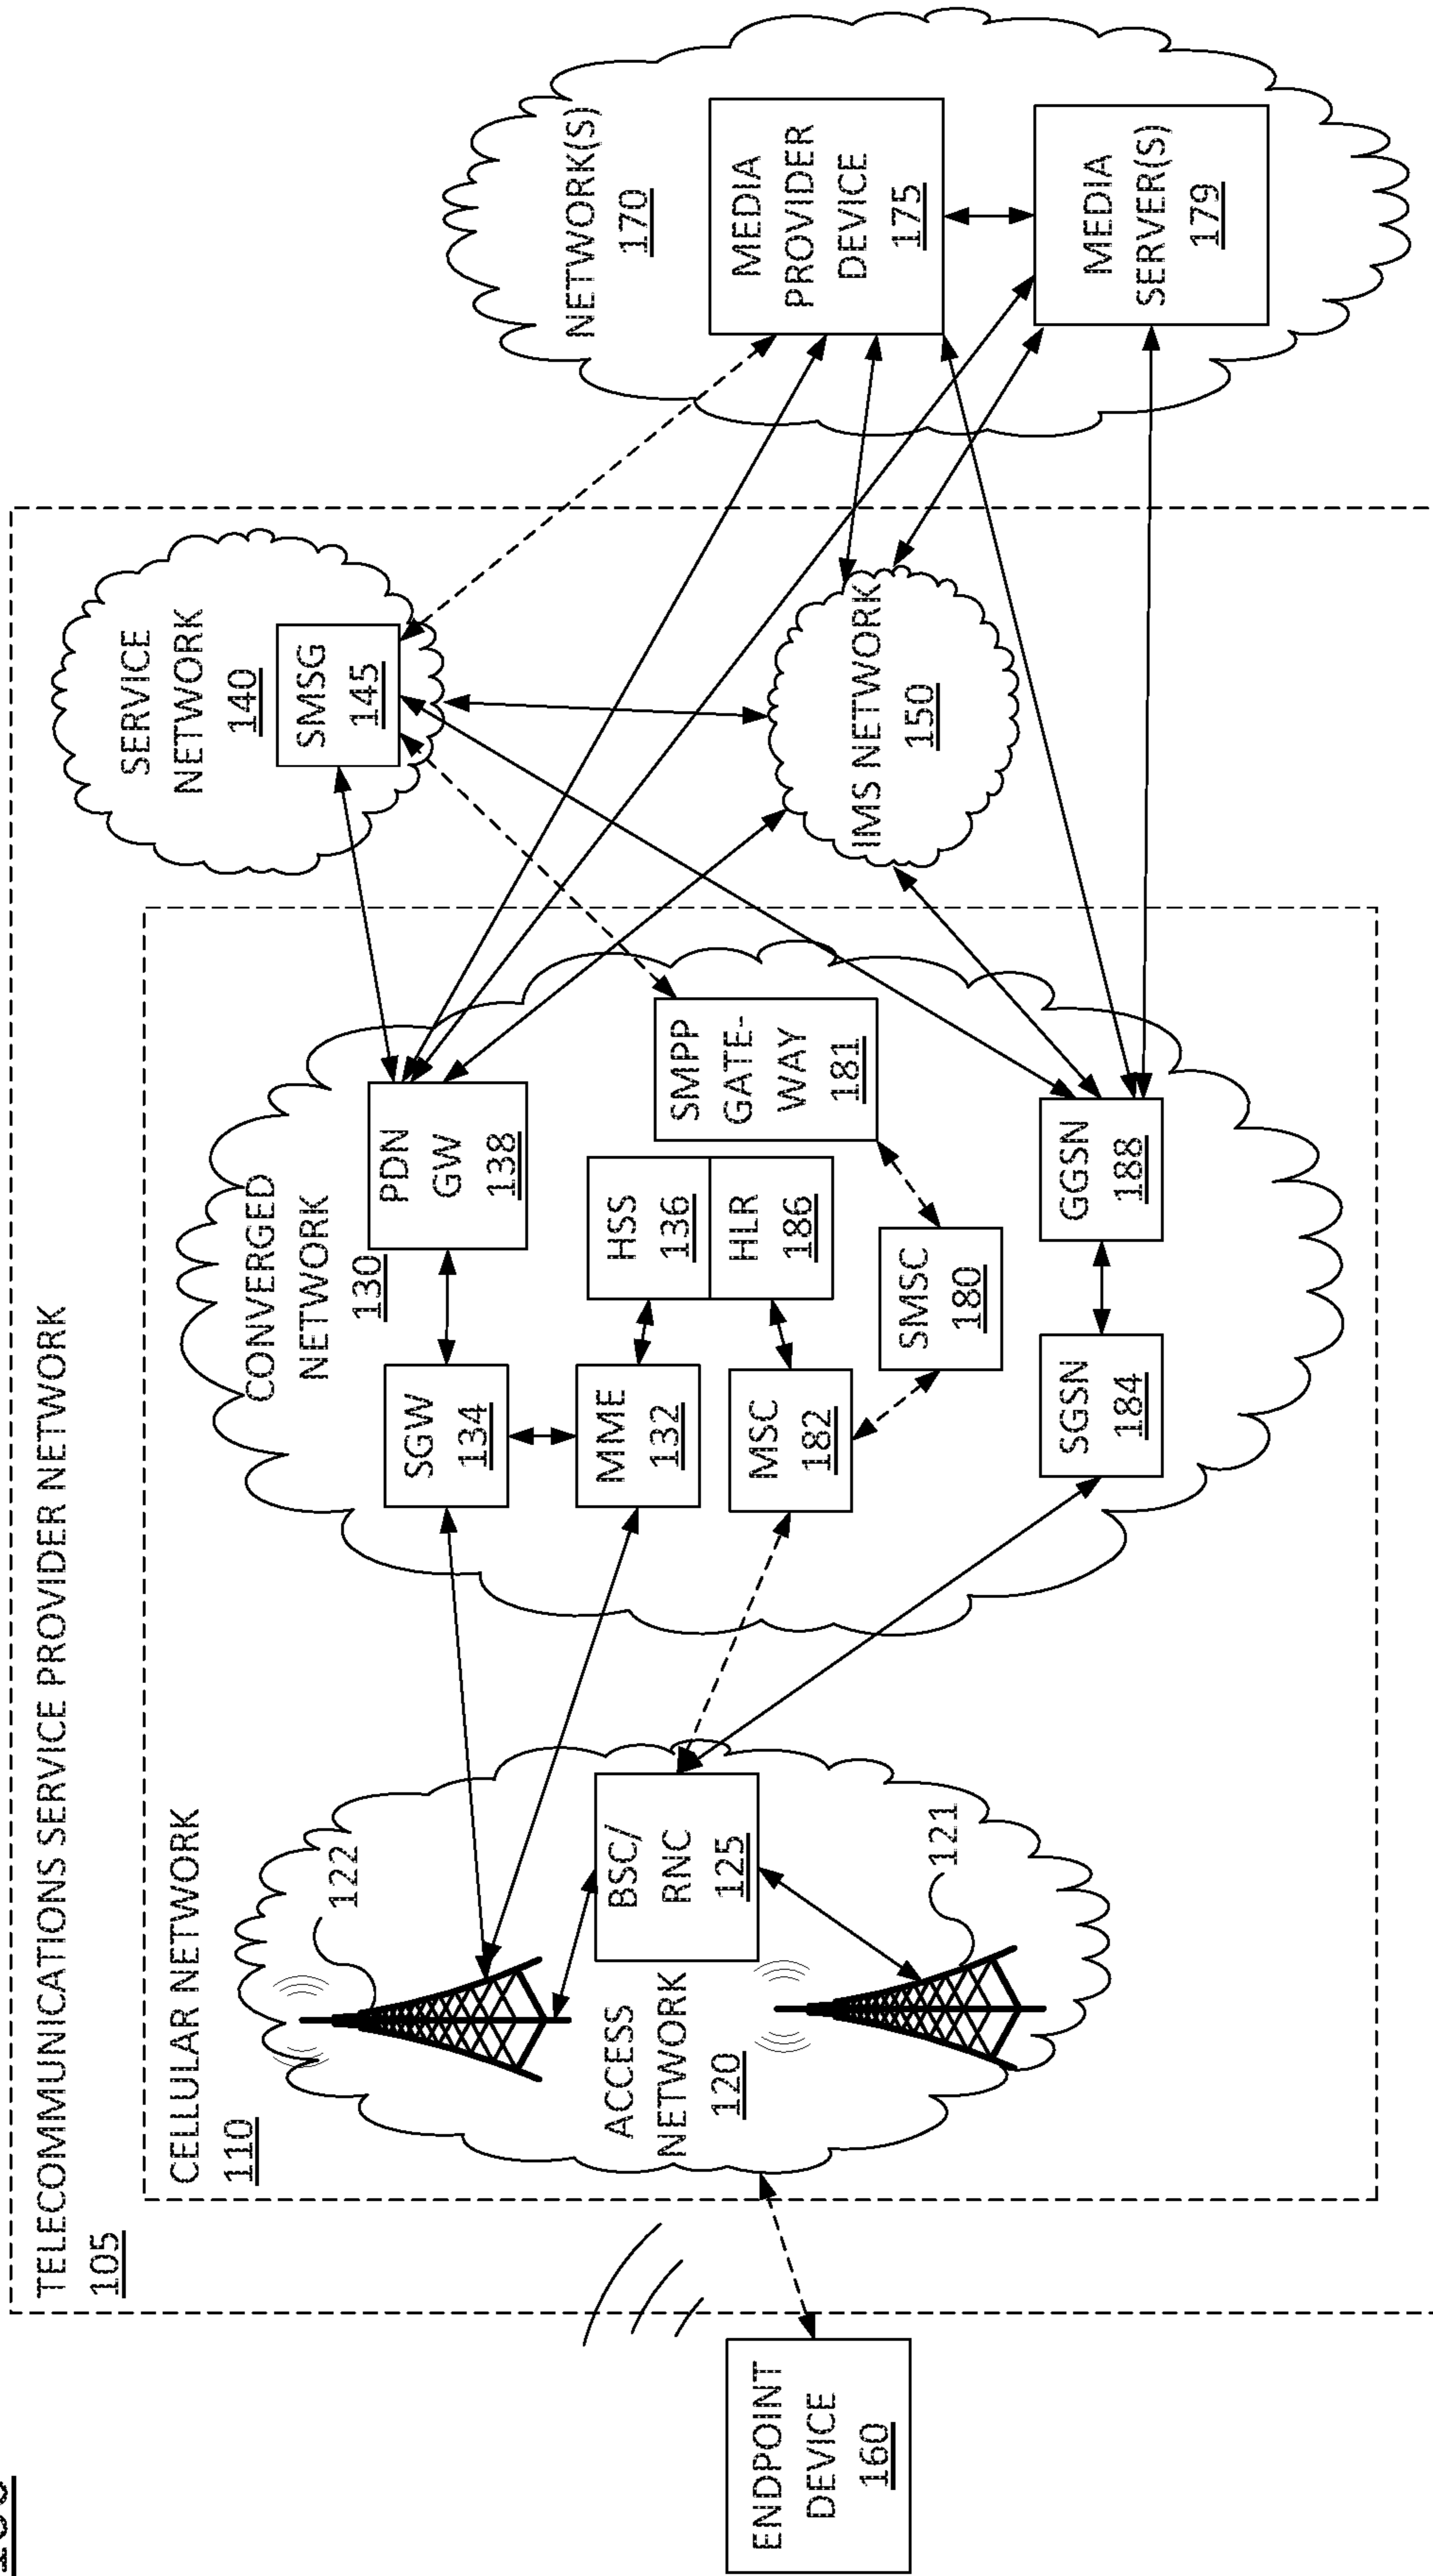 TELECOMMUNICATIONS SERVICE PROVIDER NETWORK
105
CELLULAR NETWORK
110
122
BSC/
RNC
125
121
ACCESS
NETWORK
120
ENDPOINT
DEVICE
160
CONVERGED
NETWORK
130
SGW
134
PDN
GW
138
MME
132
HSS
136
HLR
186
MSC
182
SMSC
180
SMPP
GATE-
WAY
181
SGSN
184
GGSN
188
SERVICE
NETWORK
140
SMSG
145
IMS NETWORK
150
NETWORK(S)
170
MEDIA
PROVIDER
DEVICE
175
MEDIA
SERVER(S)
179